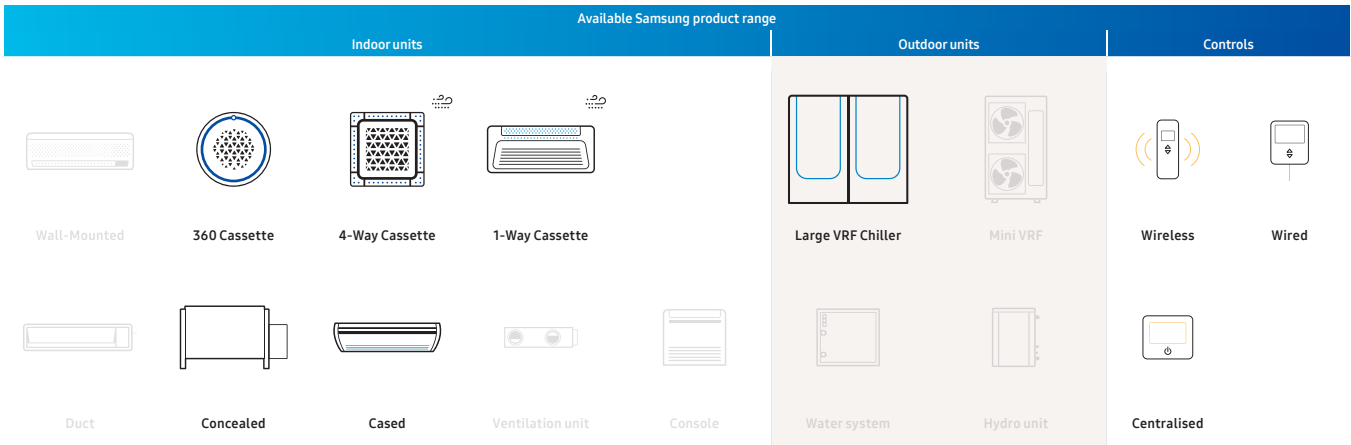 Available Samsung product range
Indoor units
Outdoor units
Controls
Wall-Mounted
360 Cassette
4-Way Cassette
1-Way Cassette
Large VRF Chiller
Mini VRF
Wireless
Wired
Duct
Concealed
Cased
Ventilation unit
Console
Water system
Hydro unit
Centralised